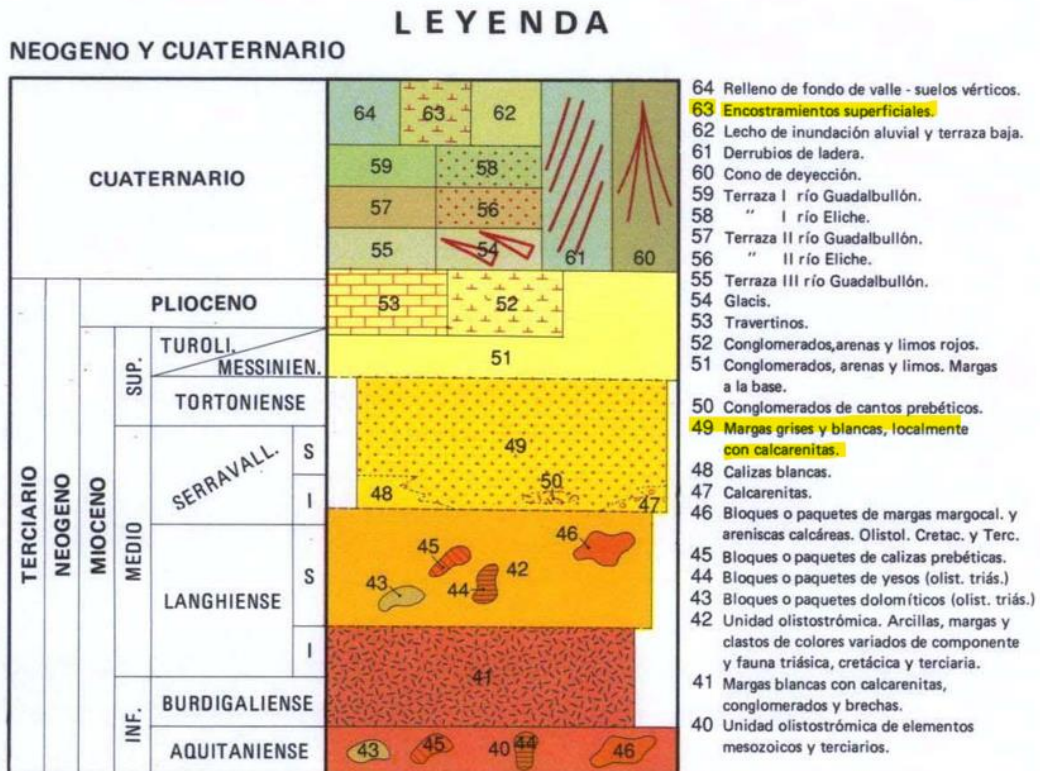 LEYENDA
NEOGENO Y CUATERNARIO
CUATERNARIO
TERCIARIO
NEOGENO
PLIOCENO
MIOCENO
SUP.
TUROLI.
MESSINIEN.
TORTONIENSE
MEDIO
SERRAVALL.
S
I
LANGHIENSE
S
I
INF.
BURDIGALIENSE
AQUITANIENSE
64 63 62
59 58
57 56
55 54 61 60
53 52
51
49
48 50 47
45 46
43 44 42
41
43 45 40 44 46
64 Relleno de fondo de valle - suelos vérticos.
63 Encostramientos superficiales.
62 Lecho de inundación aluvial y terraza baja.
61 Derrubios de ladera.
60 Cono de deyección.
59 Terraza I río Guadalbullón.
58 " I río Eliche.
57 Terraza II río Guadalbullón.
56 " II río Eliche.
55 Terraza III río Guadalbullón.
54 Glacis.
53 Travertinos.
52 Conglomerados,arenas y limos rojos.
51 Conglomerados, arenas y limos. Margas
a la base.
50 Conglomerados de cantos prebéticos.
49 Margas grises y blancas, localmente
con calcarenitas.
48 Calizas blancas.
47 Calcarenitas.
46 Bloques o paquetes de margas margocal. y
areniscas calcáreas. Olistol. Cretac. y Terc.
45 Bloques o paquetes de calizas prebéticas.
44 Bloques o paquetes de yesos (olist. triás.)
43 Bloques o paquetes dolomíticos (olist. triás.)
42 Unidad olistostrómica. Arcillas, margas y
clastos de colores variados de componente
y fauna triásica, cretácica y terciaria.
41 Margas blancas con calcarenitas,
conglomerados y brechas.
40 Unidad olistostrómica de elementos
mesozoicos y terciarios.